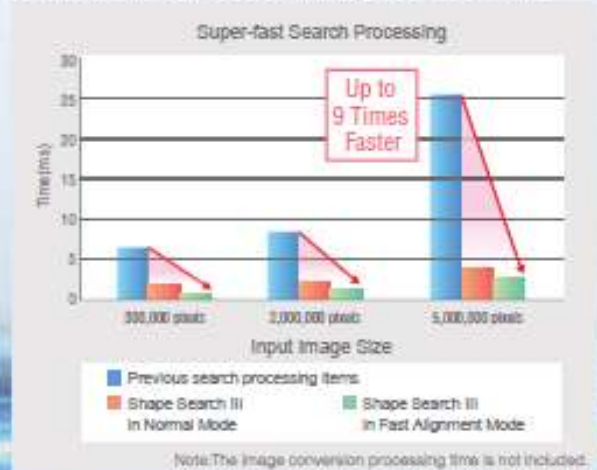 Super-fast Search Processing
30
25
20
15
10
5
0
Time(ms)
Up to
9 Times
Faster
300,000 pixels
2,000,000 pixels
5,000,000 pixels
Input Image Size
Previous search processing items
Shape Search III
in Normal Mode
Shape Search III
in Fast Alignment Mode
Note:The image conversion processing time is not included.